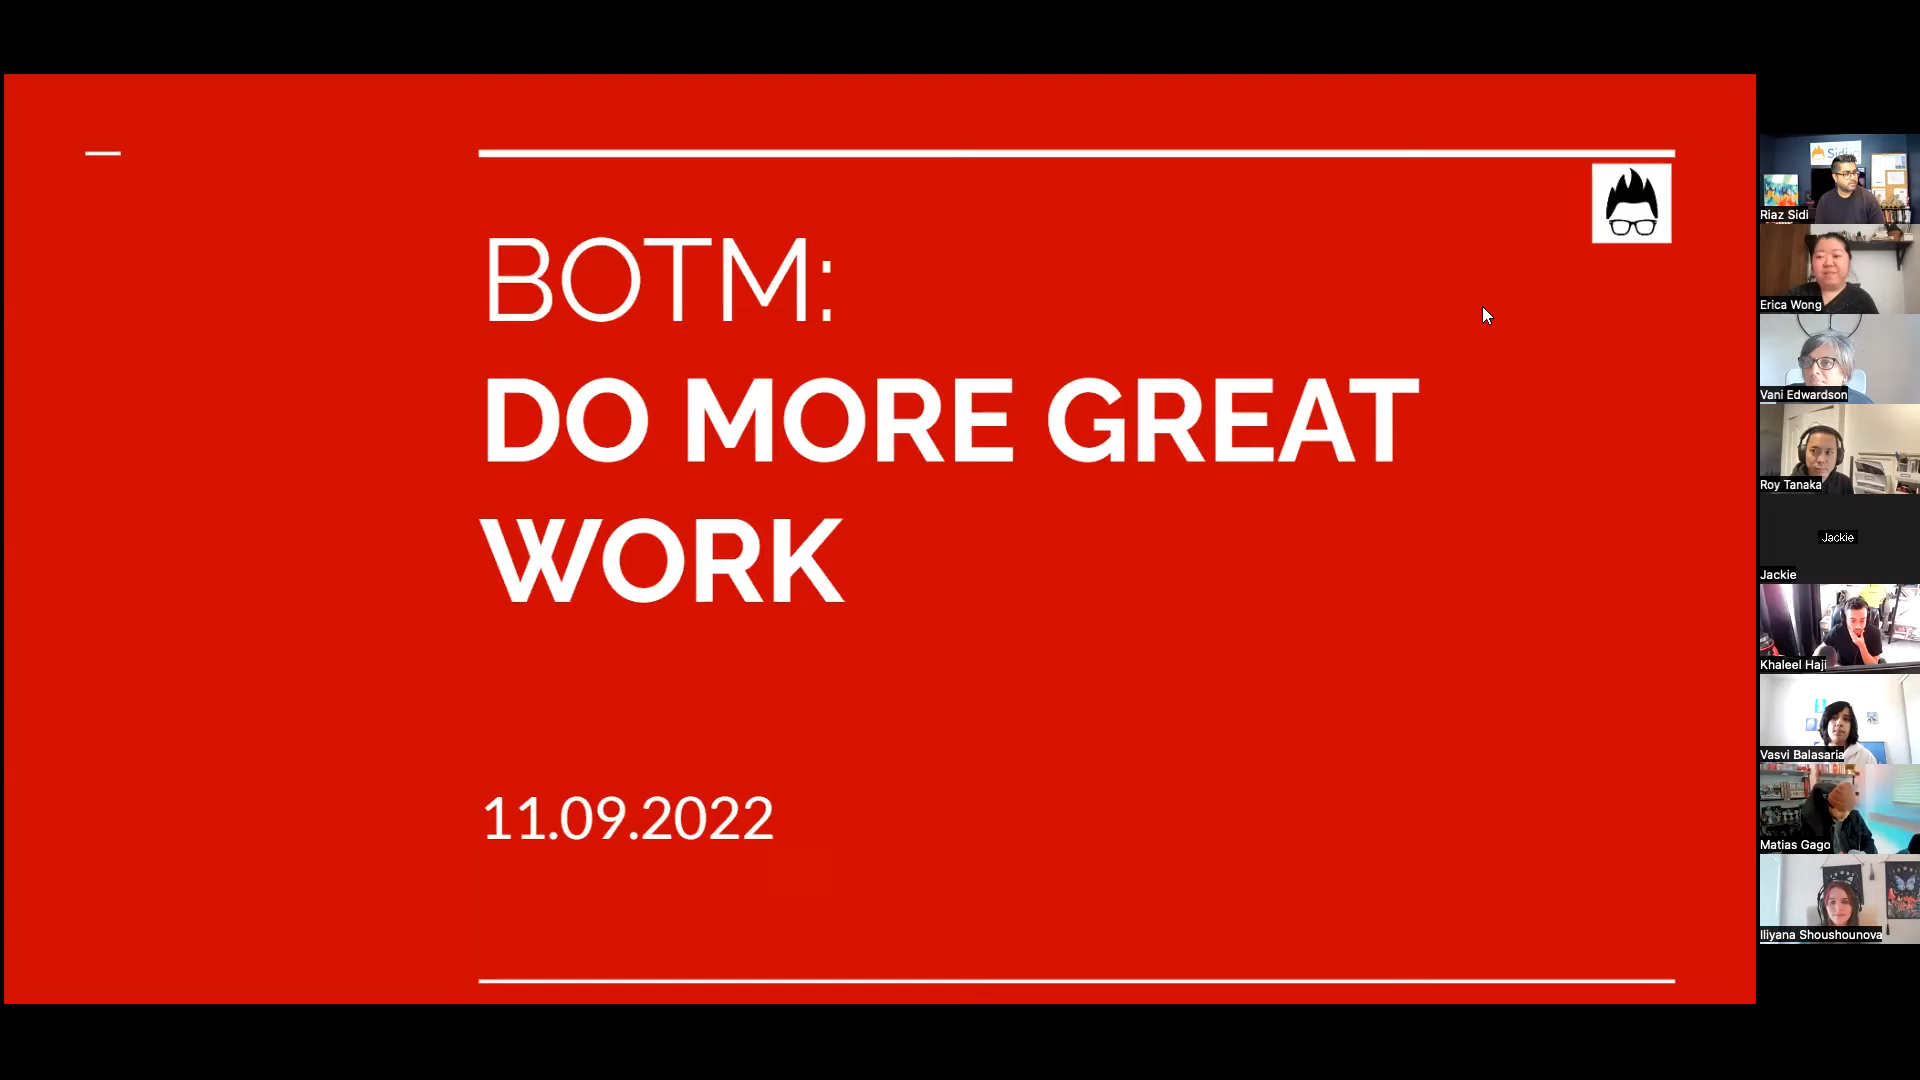 BOTM:
DO MORE GREAT
WORK
11.09.2022
Sidi
Riaz Sidi
Erica Wong
Vani Edwardson
Roy Tanaka
Jackie
Jackie
Khaleel Haji
Vasvi Balasaria
Matias Gago
Iliyana Shoushounova